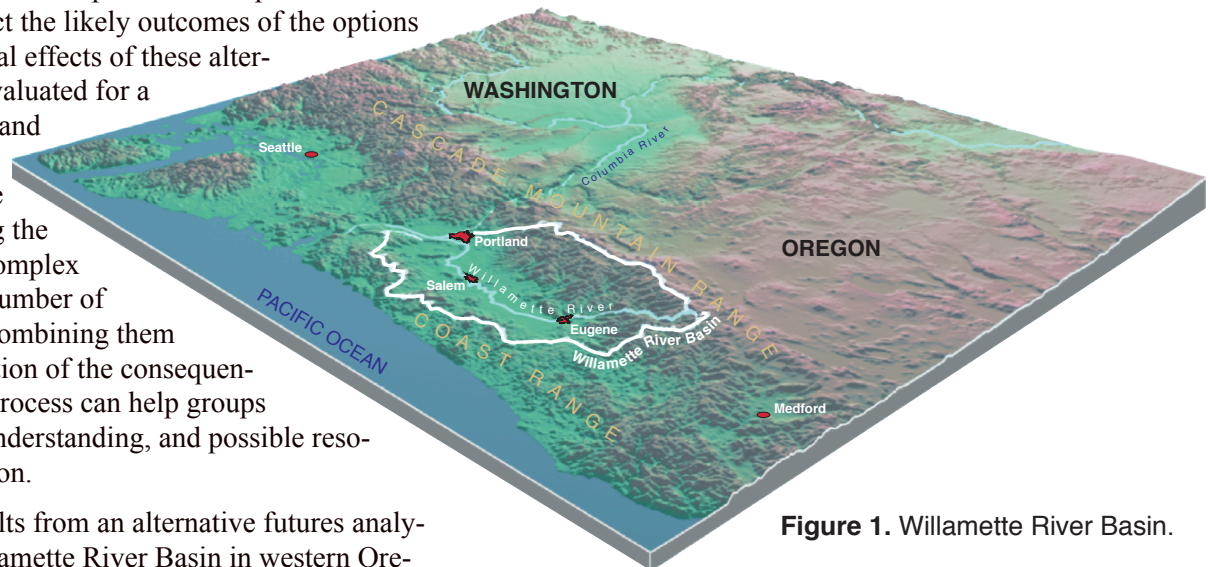 ct the likely outcomes of the options
al effects of these alter-
valuated for a
and
e
g the
omplex
umber of
ombining them
tion of the consequen-
rocess can help groups
nderstanding, and possible reso-
on.
lts from an alternative futures analy-
lamette River Basin in western Ore-
WASHINGTON
CASCADE MOUNTAIN RANGE
Seattle
Columbia River
OREGON
Portland
Salem
Willamette River
Eugene
Willamette River Basin
PACIFIC OCEAN
COAST RANGE
Medford
Figure 1. Willamette River Basin.